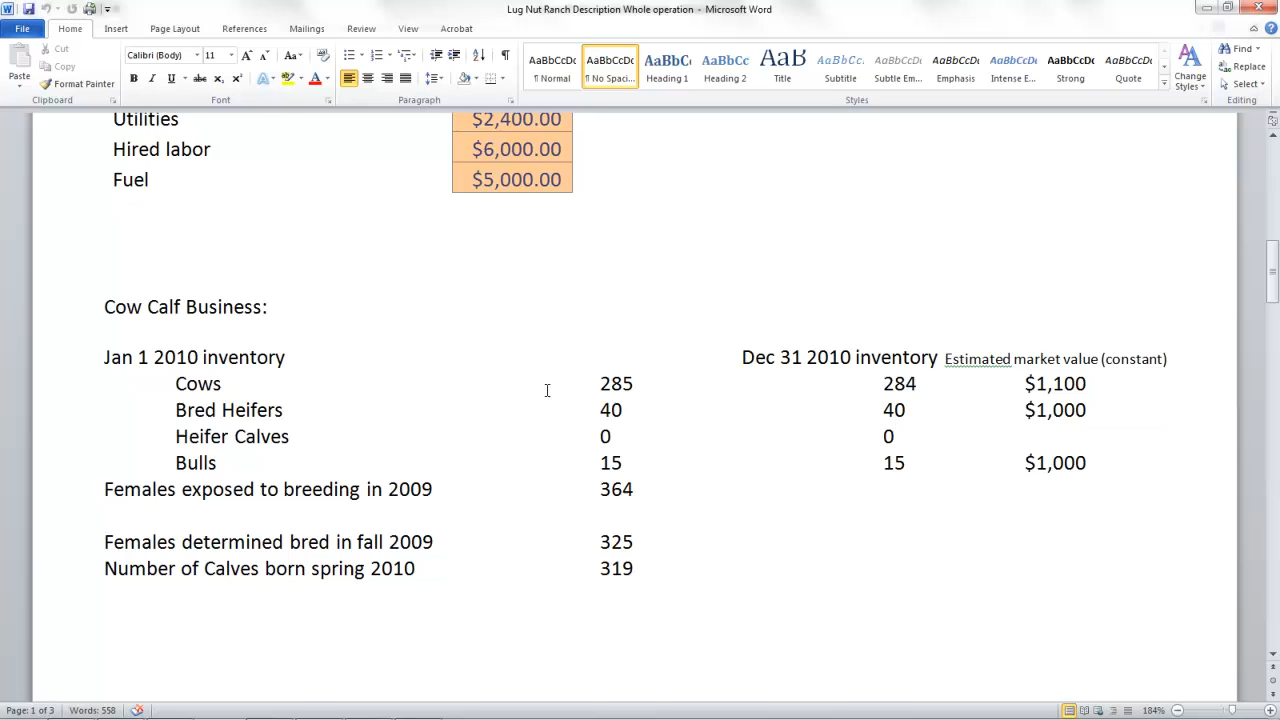 Lug Nut Ranch Description Whole operation - Microsoft Word
File Home Insert Page Layout References Mailings Review View Acrobat
Paste
Cut
Copy
Format Painter
Clipboard
Calibri (Body) 11
Font
Paragraph
AaBbCcDc AaBbCcDc AaBbCc AaBbCc AaB AaBbCc. AaBbCcDc AaBbCcDc AaBbCcDc AaBbCcDc AaBbCcDc
¶ Normal ¶ No Spaci... Heading 1 Heading 2 Title Subtitle Subtle Em... Emphasis Intense E... Strong Quote
Change Styles
Styles
Find
Replace
Select
Editing
Utilities $2,400.00
Hired labor $6,000.00
Fuel $5,000.00
Cow Calf Business:
Jan 1 2010 inventory Dec 31 2010 inventory Estimated market value (constant)
Cows 285 284 $1,100
Bred Heifers 40 40 $1,000
Heifer Calves 0 0
Bulls 15 15 $1,000
Females exposed to breeding in 2009 364
Females determined bred in fall 2009 325
Number of Calves born spring 2010 319
Page: 1 of 3 Words: 558 184%